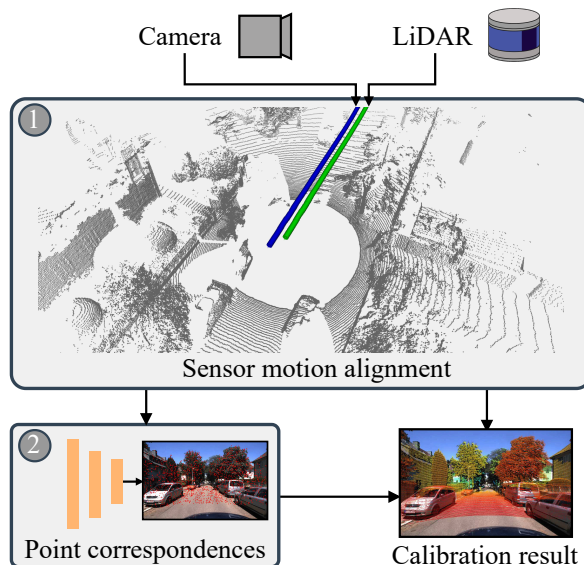 Camera
LiDAR
1
Sensor motion alignment
2
Point correspondences
Calibration result